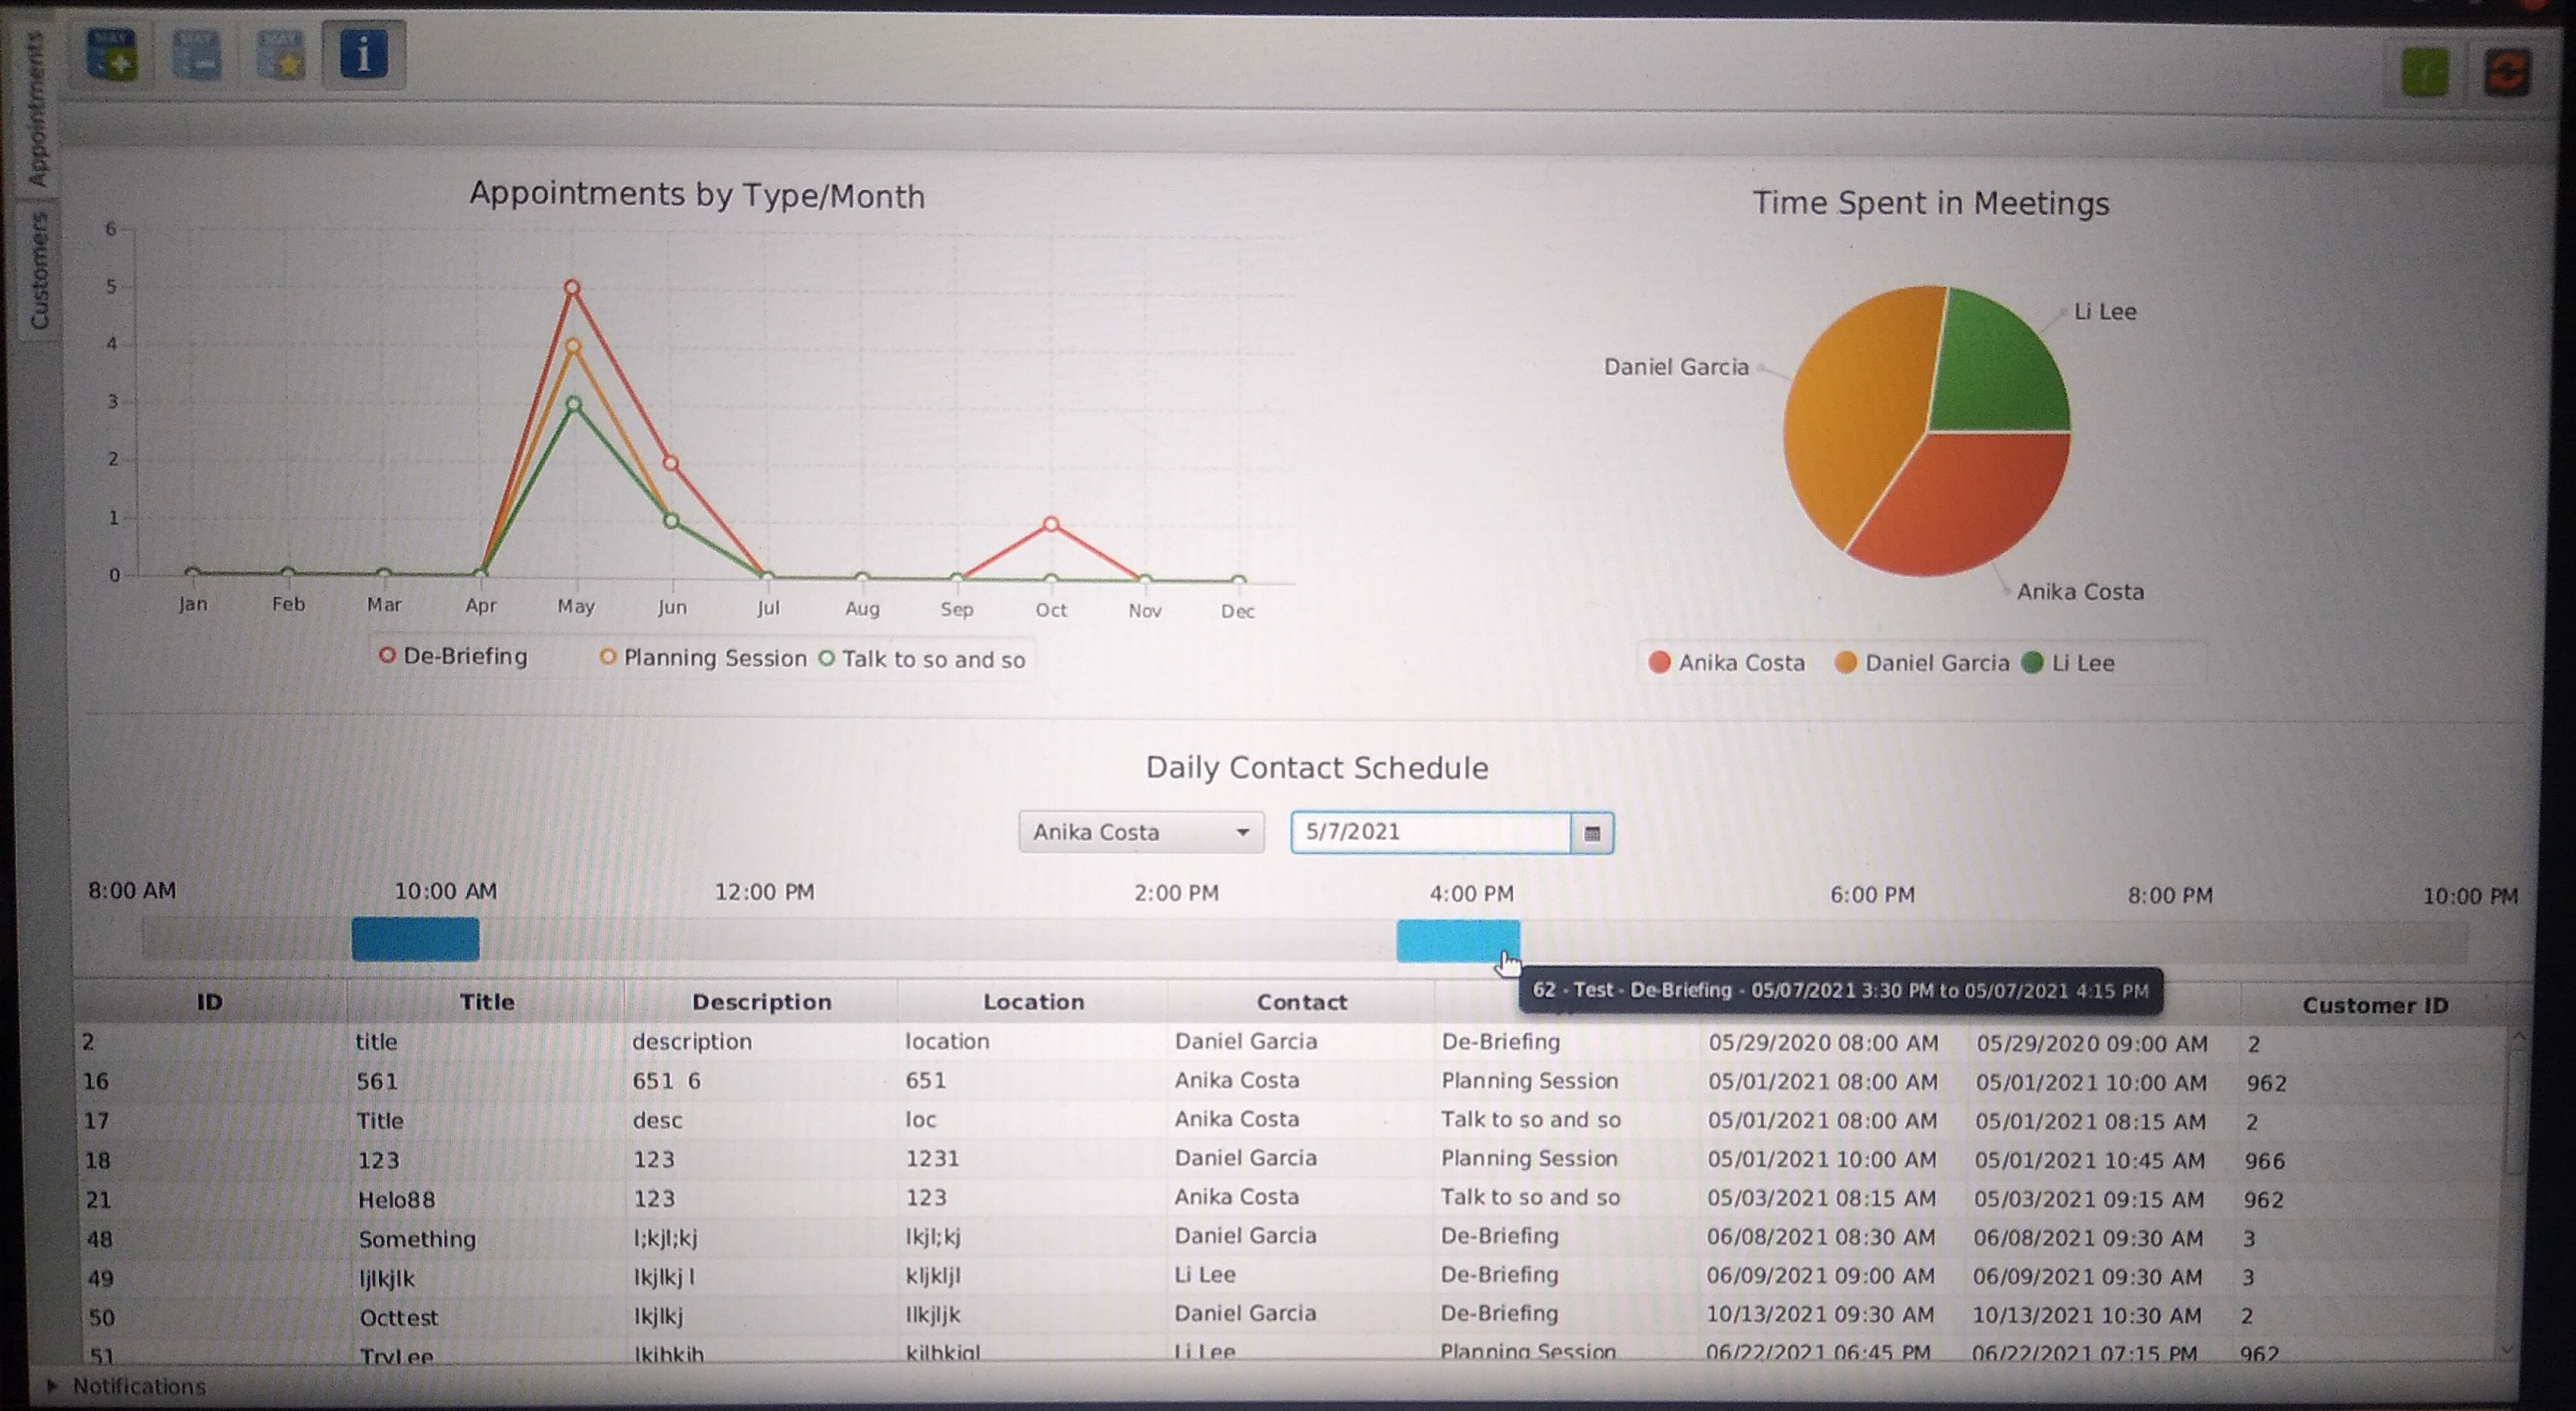 Appointments
Customers
MAY
MAY
MAY
i
Appointments by Type/Month
6
5
4
3
2
1
0
Jan Feb Mar Apr May Jun Jul Aug Sep Oct Nov Dec
De-Briefing Planning Session Talk to so and so
Time Spent in Meetings
Li Lee
Daniel Garcia
Anika Costa
Anika Costa Daniel Garcia Li Lee
Daily Contact Schedule
Anika Costa 5/7/2021
8:00 AM 10:00 AM 12:00 PM 2:00 PM 4:00 PM 6:00 PM 8:00 PM 10:00 PM
62 - Test - De-Briefing - 05/07/2021 3:30 PM to 05/07/2021 4:15 PM
ID Title Description Location Contact Customer ID
2 title description location Daniel Garcia De-Briefing 05/29/2020 08:00 AM 05/29/2020 09:00 AM 2
16 561 651 6 651 Anika Costa Planning Session 05/01/2021 08:00 AM 05/01/2021 10:00 AM 962
17 Title desc loc Anika Costa Talk to so and so 05/01/2021 08:00 AM 05/01/2021 08:15 AM 2
18 123 123 1231 Daniel Garcia Planning Session 05/01/2021 10:00 AM 05/01/2021 10:45 AM 966
21 Helo88 123 123 Anika Costa Talk to so and so 05/03/2021 08:15 AM 05/03/2021 09:15 AM 962
48 Something l;kjl;kj lkjl;kj Daniel Garcia De-Briefing 06/08/2021 08:30 AM 06/08/2021 09:30 AM 3
49 ljlkjlk lkjlkj l kljkljl Li Lee De-Briefing 06/09/2021 09:00 AM 06/09/2021 09:30 AM 3
50 Octtest lkjlkj llkjljk Daniel Garcia De-Briefing 10/13/2021 09:30 AM 10/13/2021 10:30 AM 2
51 TryLee Li Lee Planning Session 06/22/2021 06:45 PM 06/22/2021 07:15 PM 962
Notifications